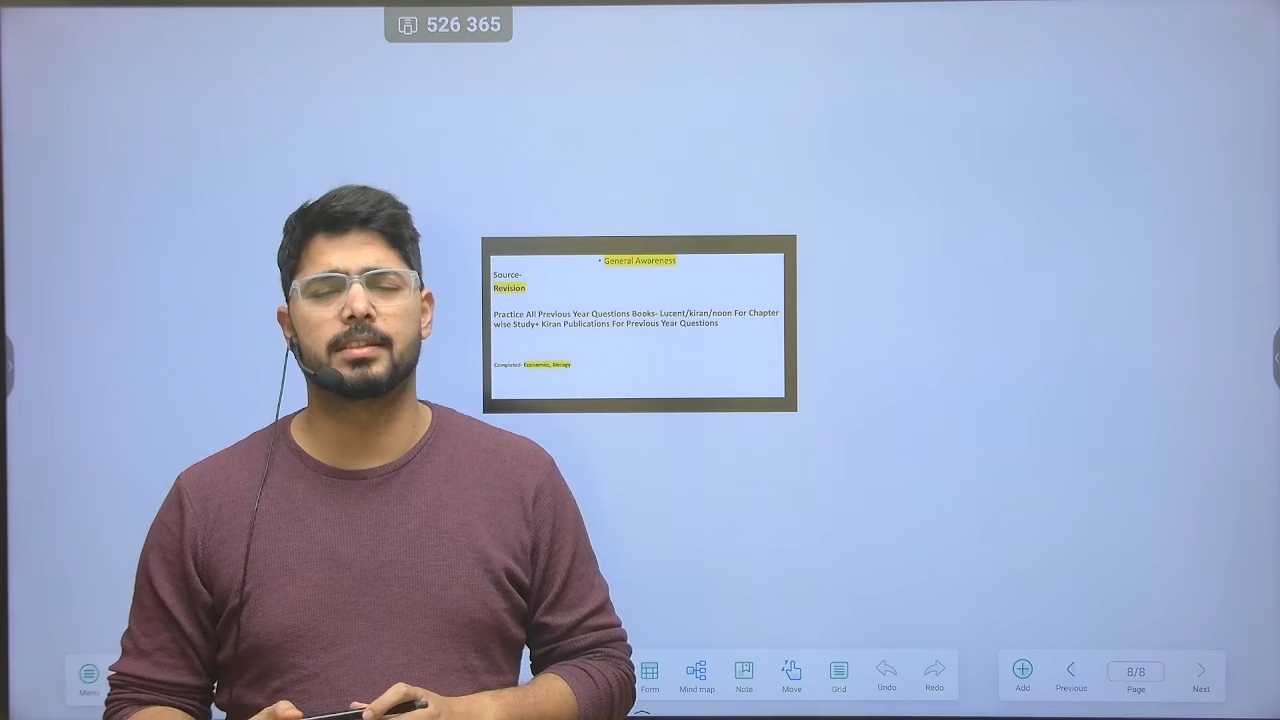 526 365
• General Awareness
Source-
Revision
Practice All Previous Year Questions Books- Lucent/kiran/noon For Chapter
wise Study+ Kiran Publications For Previous Year Questions
Completed- Economics, Biology
Menu
Form
Mind map
Note
Move
Grid
Undo
Redo
Add
Previous
8/8
Page
Next